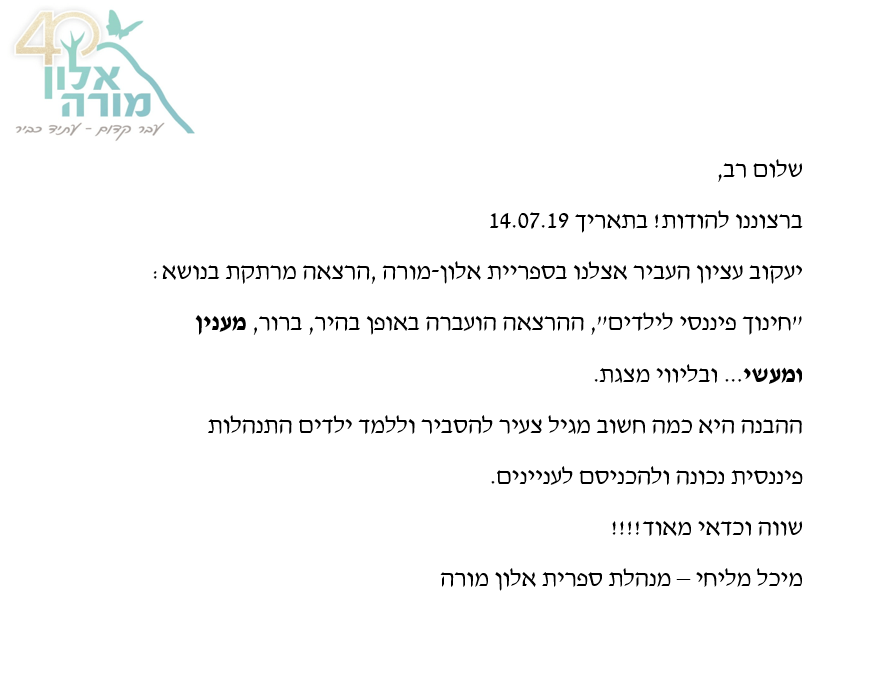 40
אלון
מורה
עבר קדום - עתיד כביר
שלום רב,
ברצוננו להודות! בתאריך 14.07.19
יעקוב עציון העביר אצלנו בספריית אלון-מורה ,הרצאה מרתקת בנושא:
"חינוך פיננסי לילדים", ההרצאה הועברה באופן בהיר, ברור, מענין
ומעשי... ובליווי מצגת.
ההבנה היא כמה חשוב מגיל צעיר להסביר וללמד ילדים התנהלות
פיננסית נכונה ולהכניסם לעניינים.
שווה וכדאי מאוד!!!!
מיכל מליחי – מנהלת ספרית אלון מורה